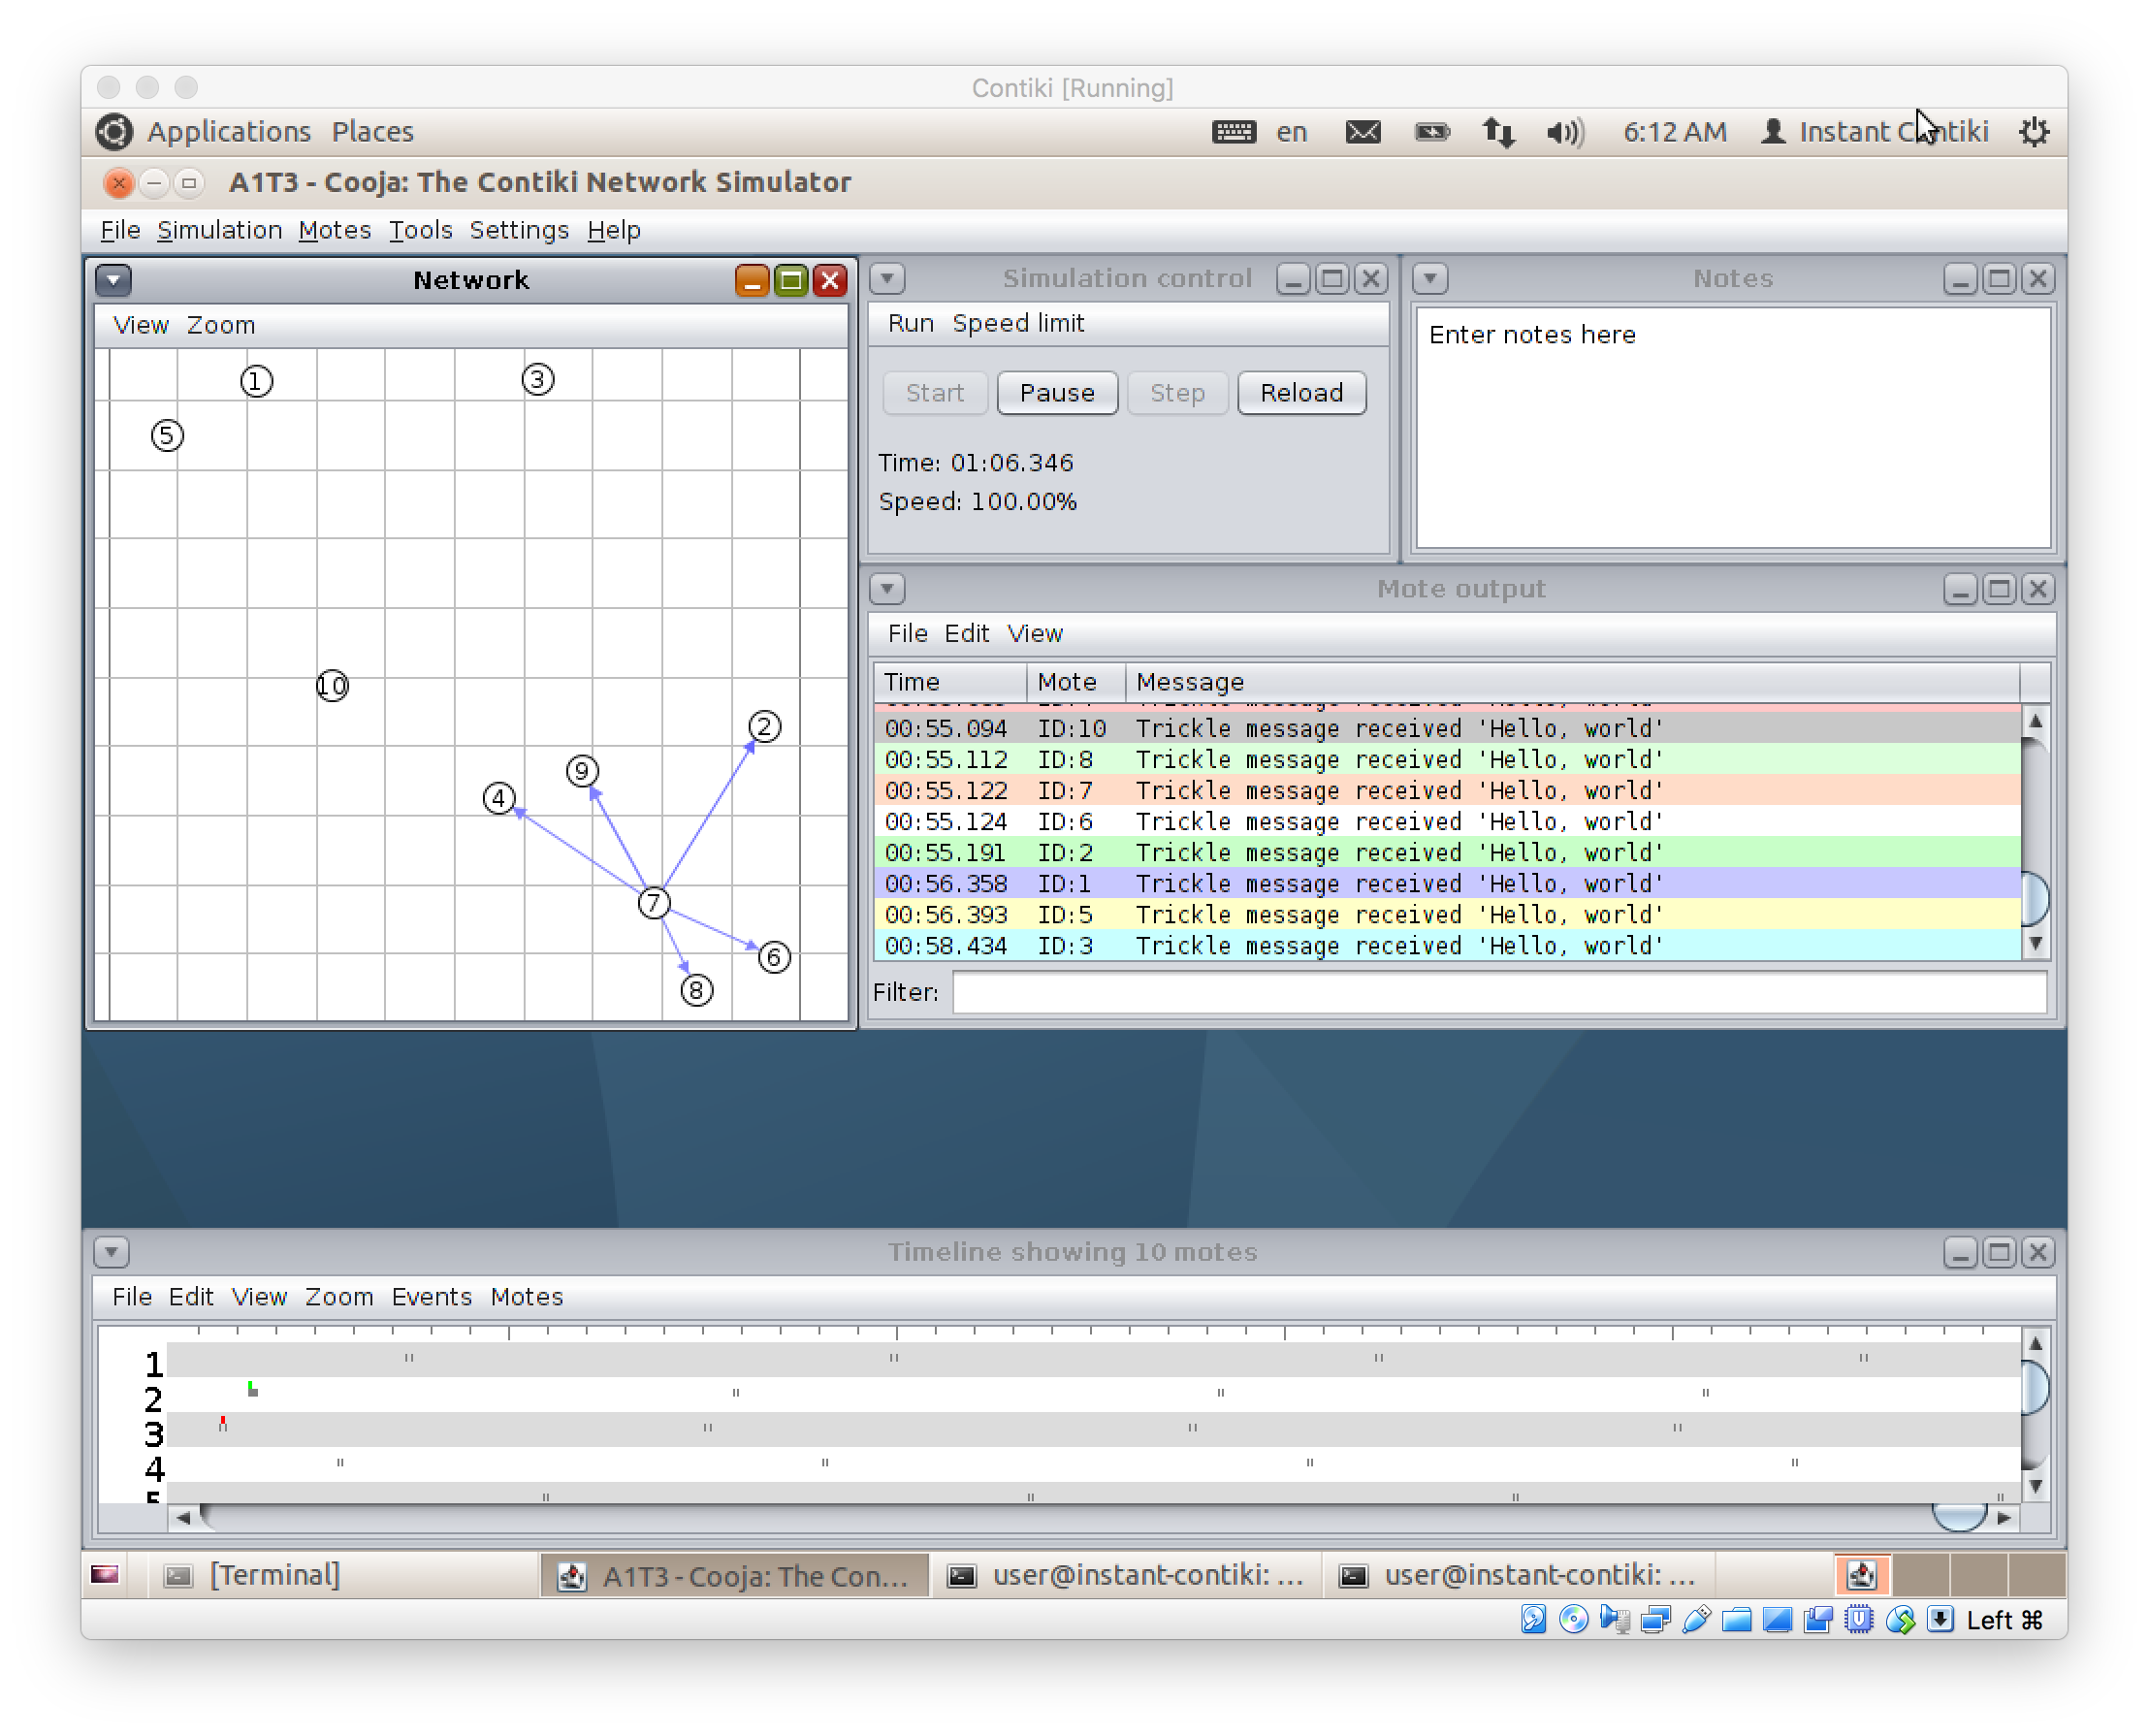 Contiki [Running]
Applications Places en 6:12 AM Instant C ntiki
A1T3 - Cooja: The Contiki Network Simulator
File Simulation Motes Tools Settings Help
Network
View Zoom
1
3
5
10
2
9
4
7
6
8
Simulation control
Run Speed limit
Start Pause Step Reload
Time: 01:06.346
Speed: 100.00%
Notes
Enter notes here
Mote output
File Edit View
Time Mote Message
00:55.094 ID:10 Trickle message received 'Hello, world'
00:55.112 ID:8 Trickle message received 'Hello, world'
00:55.122 ID:7 Trickle message received 'Hello, world'
00:55.124 ID:6 Trickle message received 'Hello, world'
00:55.191 ID:2 Trickle message received 'Hello, world'
00:56.358 ID:1 Trickle message received 'Hello, world'
00:56.393 ID:5 Trickle message received 'Hello, world'
00:58.434 ID:3 Trickle message received 'Hello, world'
Filter:
Timeline showing 10 motes
File Edit View Zoom Events Motes
1
2
3
4
5
[Terminal] A1T3 - Cooja: The Con... user@instant-contiki: ... user@instant-contiki: ...
Left ⌘